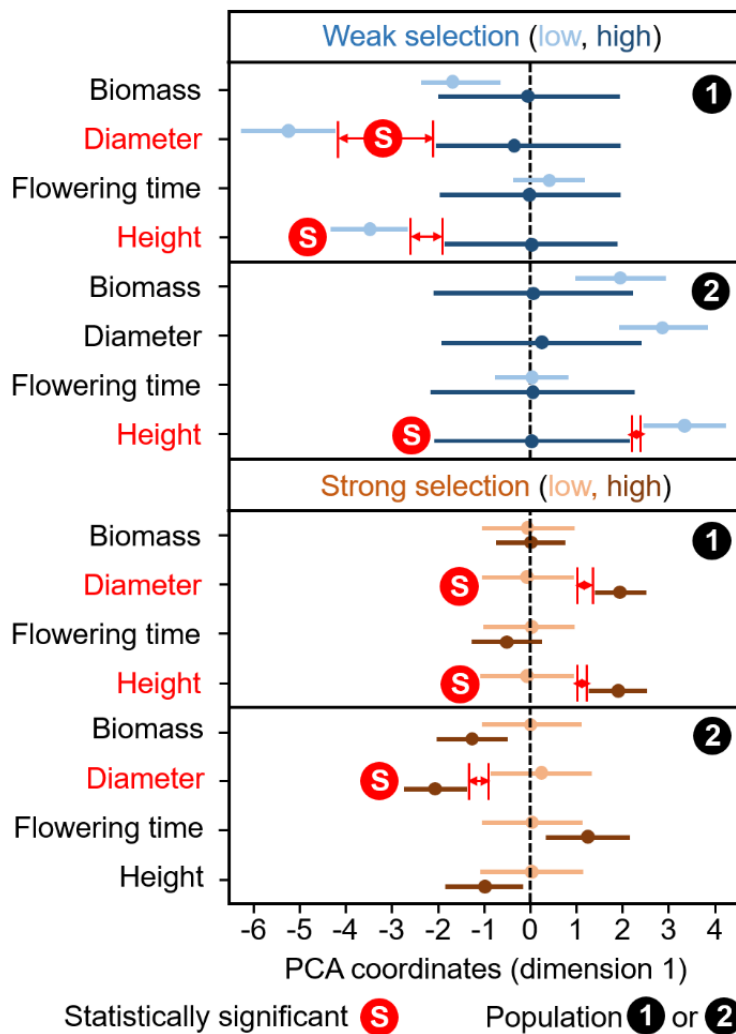 Weak selection (low, high)
Biomass 1
Diameter S
Flowering time
Height S
Biomass 2
Diameter
Flowering time
Height S
Strong selection (low, high)
Biomass 1
Diameter S
Flowering time
Height S
Biomass 2
Diameter S
Flowering time
Height
-6 -5 -4 -3 -2 -1 0 1 2 3 4
PCA coordinates (dimension 1)
Statistically significant S Population 1 or 2